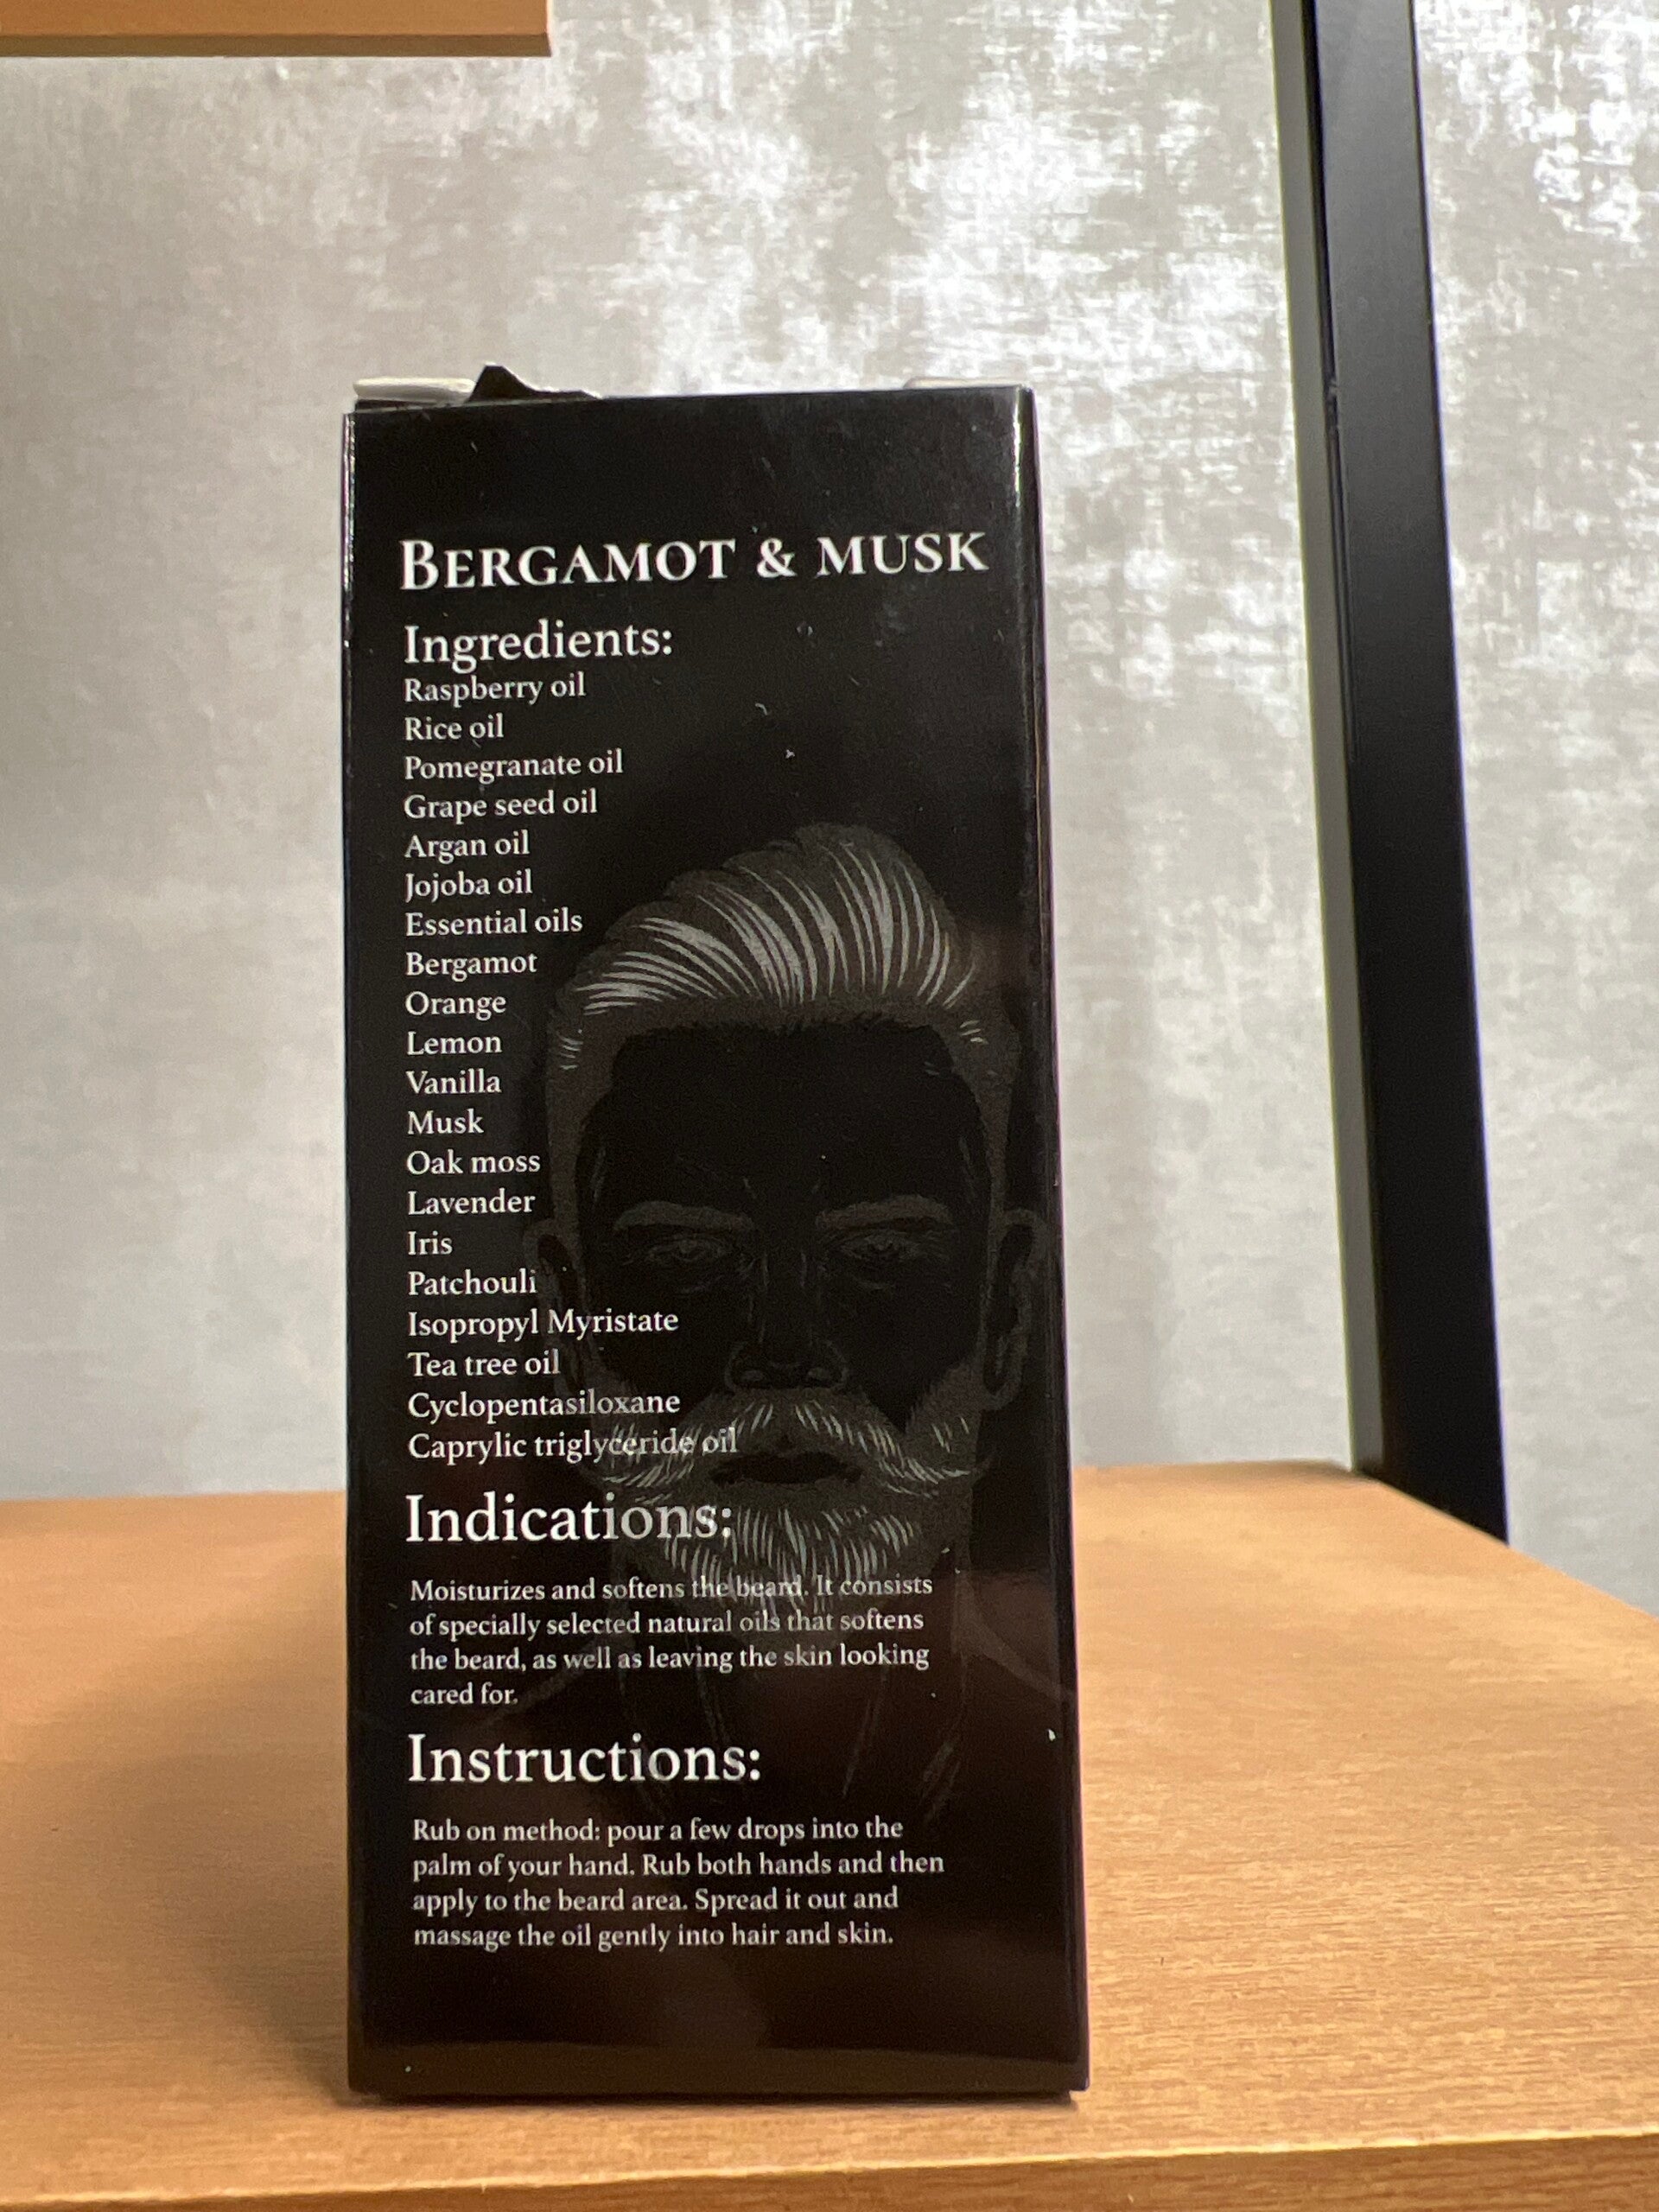 BERGAMOT & MUSK
Ingredients:
Raspberry oil
Rice oil
Pomegranate oil
Grape seed oil
Argan oil
Jojoba oil
Essential oils
Bergamot
Orange
Lemon
Vanilla
Musk
Oak moss
Lavender
Iris
Patchouli
Isopropyl Myristate
Tea tree oil
Cyclopentasiloxane
Caprylic triglyceride oil
Indications:
Moisturizes and softens the beard. It consists
of specially selected natural oils that softens
the beard, as well as leaving the skin looking
cared for.
Instructions:
Rub on method: pour a few drops into the
palm of your hand. Rub both hands and then
apply to the beard area. Spread it out and
massage the oil gently into hair and skin.